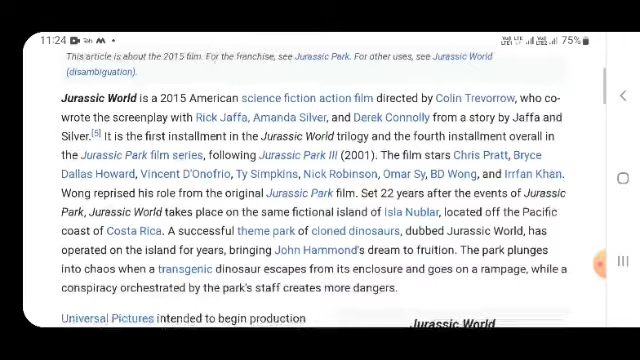 11:24
75%
This article is about the 2015 film. For the franchise, see Jurassic Park. For other uses, see Jurassic World
(disambiguation).
Jurassic World is a 2015 American science fiction action film directed by Colin Trevorrow, who co-
wrote the screenplay with Rick Jaffa, Amanda Silver, and Derek Connolly from a story by Jaffa and
Silver.[5] It is the first installment in the Jurassic World trilogy and the fourth installment overall in
the Jurassic Park film series, following Jurassic Park III (2001). The film stars Chris Pratt, Bryce
Dallas Howard, Vincent D'Onofrio, Ty Simpkins, Nick Robinson, Omar Sy, BD Wong, and Irrfan Khan.
Wong reprised his role from the original Jurassic Park film. Set 22 years after the events of Jurassic
Park, Jurassic World takes place on the same fictional island of Isla Nublar, located off the Pacific
coast of Costa Rica. A successful theme park of cloned dinosaurs, dubbed Jurassic World, has
operated on the island for years, bringing John Hammond's dream to fruition. The park plunges
into chaos when a transgenic dinosaur escapes from its enclosure and goes on a rampage, while a
conspiracy orchestrated by the park's staff creates more dangers.
Universal Pictures intended to begin production
Jurassic World